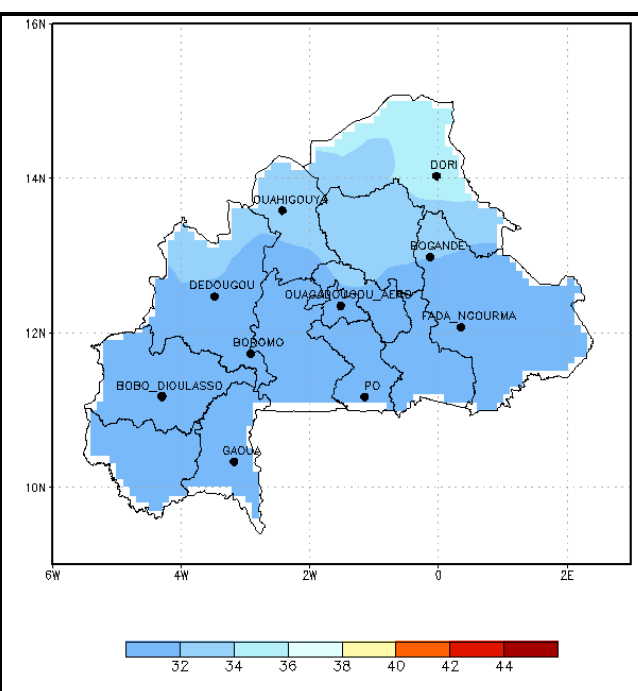 16N
14N
12N
10N
DORI
OUAHIGOUYA
BOGANDE
DEDOUGOU
OUAGADOUGOU_AERO
FADA_NGOURMA
BOROMO
BOBO_DIOULASSO
PO
GAOUA
6W 4W 2W 0 2E
32 34 36 38 40 42 44